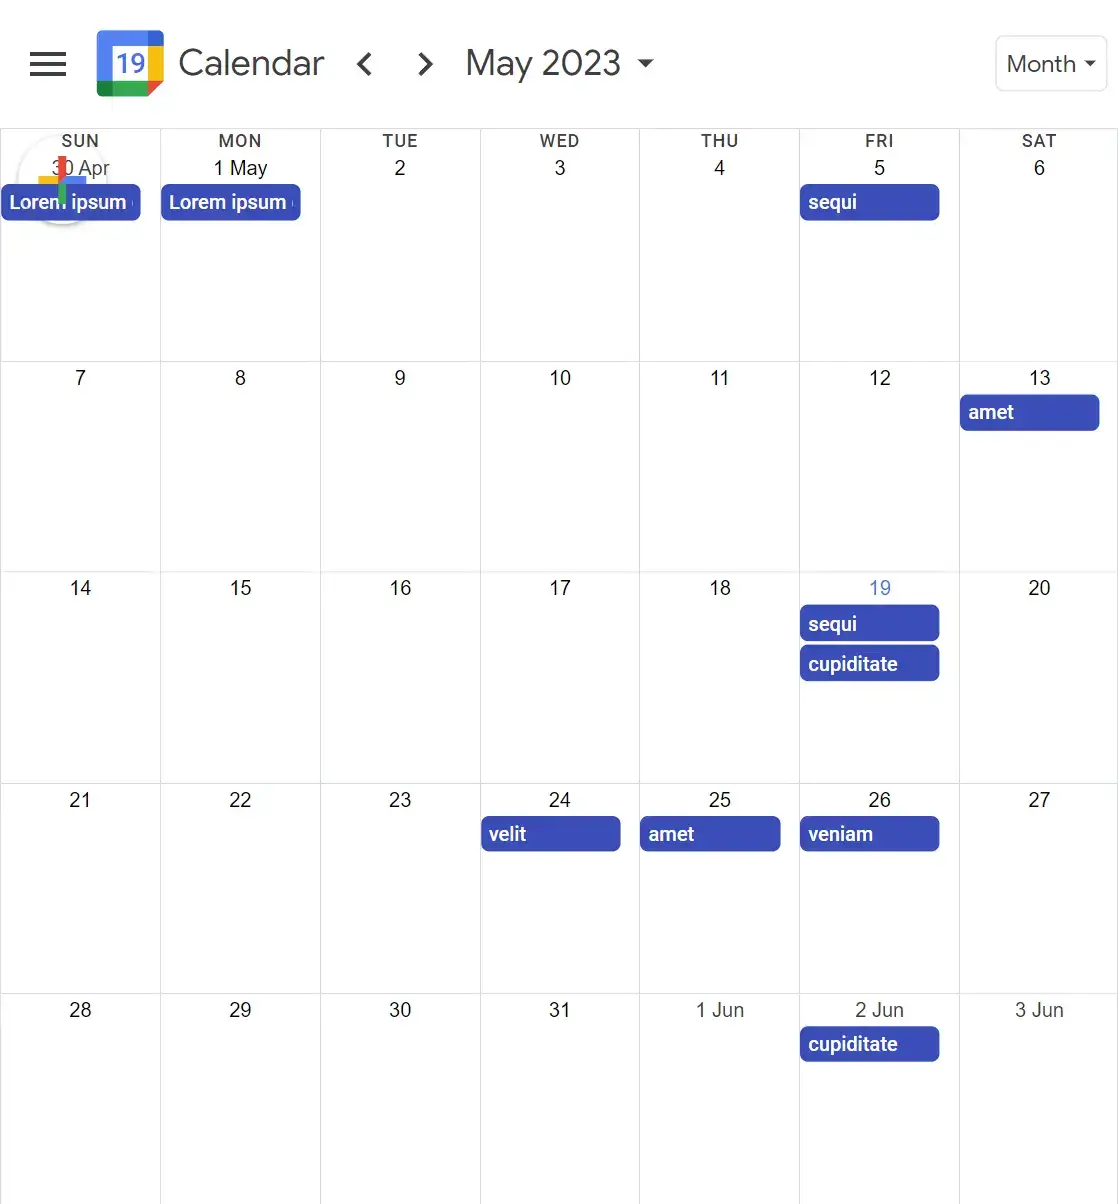 19 Calendar May 2023 Month
SUN MON TUE WED THU FRI SAT
30 Apr 1 May 2 3 4 5 6
Lorem ipsum Lorem ipsum sequi
7 8 9 10 11 12 13
amet
14 15 16 17 18 19 20
sequi
cupiditate
21 22 23 24 25 26 27
velit amet veniam
28 29 30 31 1 Jun 2 Jun 3 Jun
cupiditate